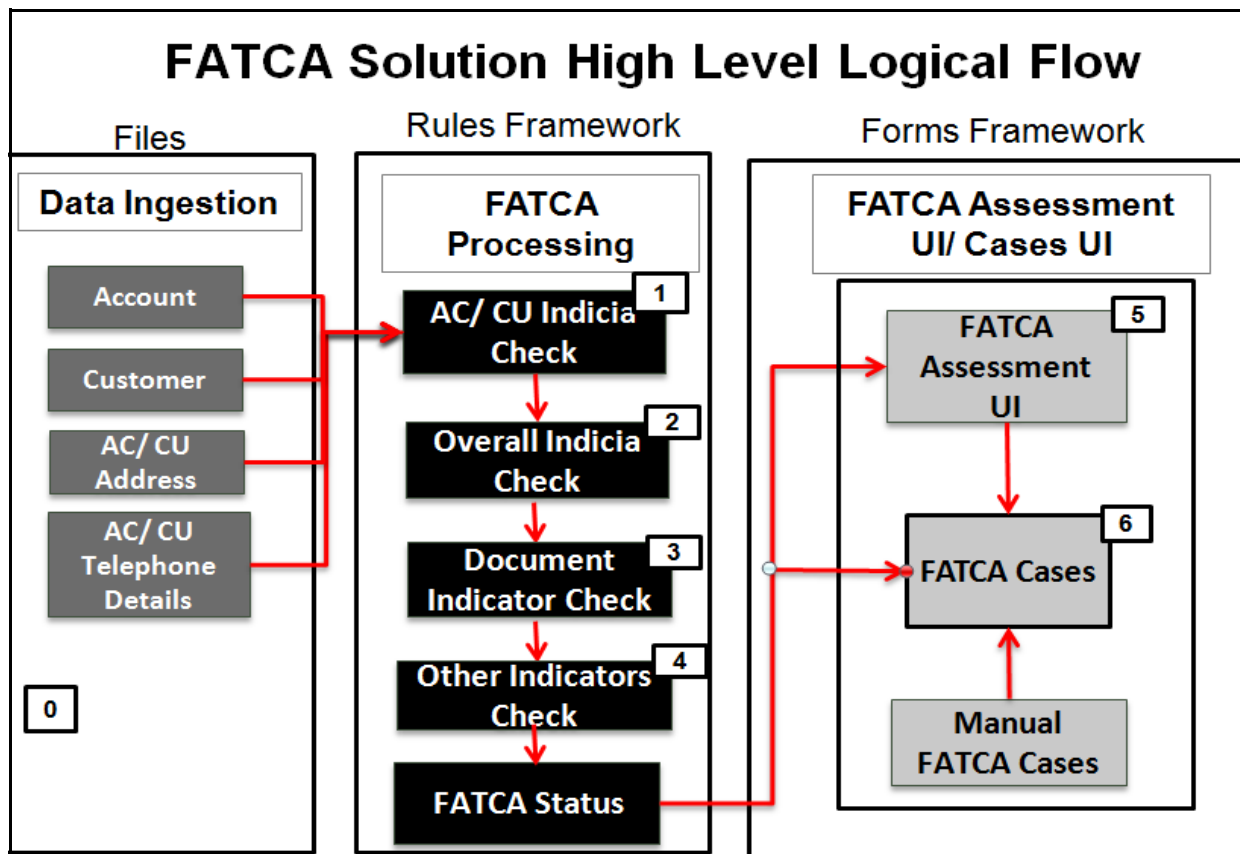 FATCA Solution High Level Logical Flow
Files
Data Ingestion
Account
Customer
AC/ CU
Address
AC/ CU
Telephone
Details
0
Rules Framework
FATCA
Processing
1
AC/ CU Indicia
Check
2
Overall Indicia
Check
3
Document
Indicator Check
4
Other Indicators
Check
FATCA Status
Forms Framework
FATCA Assessment
UI/ Cases UI
5
FATCA
Assessment
UI
6
FATCA Cases
Manual
FATCA Cases